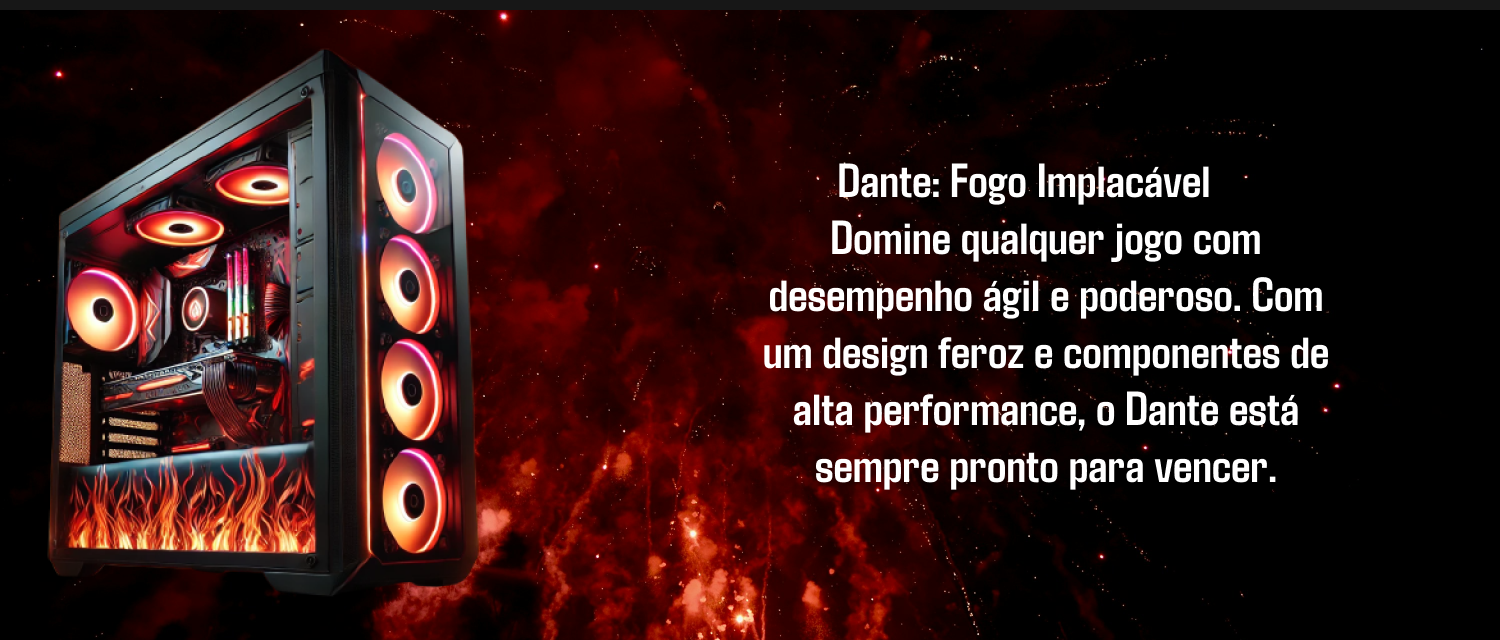 Dante: Fogo Implacável
Domine qualquer jogo com
desempenho ágil e poderoso. Com
um design feroz e componentes de
alta performance, o Dante está
sempre pronto para vencer.